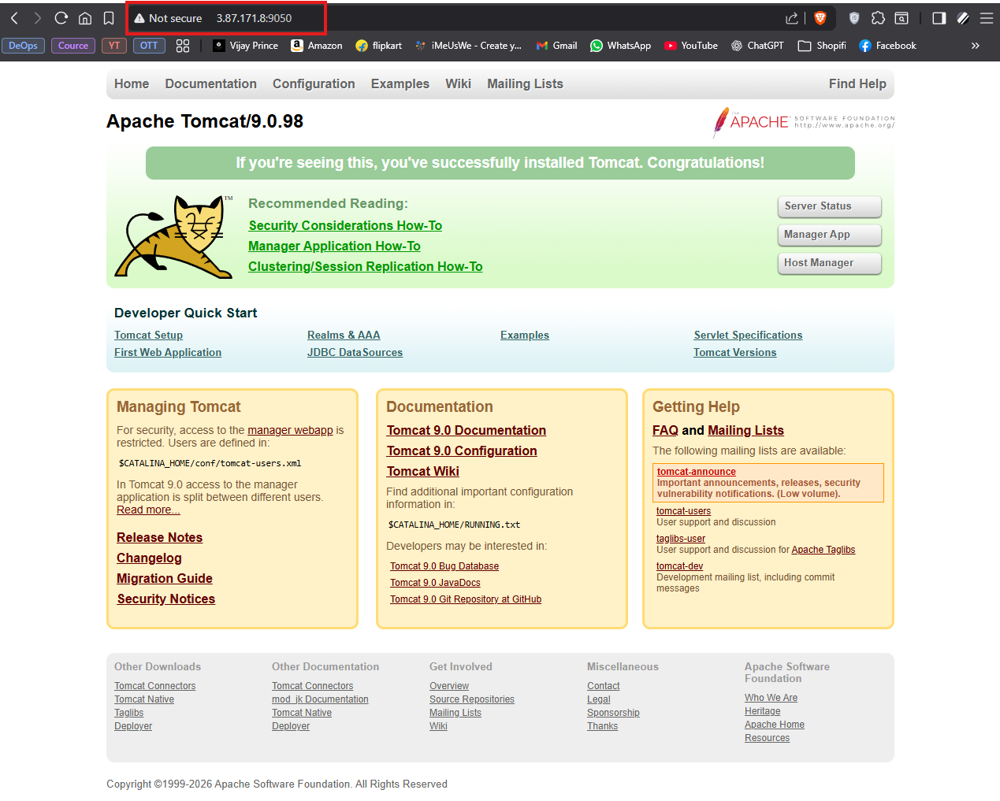 Not secure 3.87.171.8:9050
DeOps Cource YT OTT Vijay Prince Amazon flipkart iMeUsWe - Create y... Gmail WhatsApp YouTube ChatGPT Shopifi Facebook »
Home Documentation Configuration Examples Wiki Mailing Lists Find Help
Apache Tomcat/9.0.98
THE
APACHE™ SOFTWARE FOUNDATION
http://www.apache.org/
If you're seeing this, you've successfully installed Tomcat. Congratulations!
TM
Recommended Reading:
Security Considerations How-To
Manager Application How-To
Clustering/Session Replication How-To
Server Status
Manager App
Host Manager
Developer Quick Start
Tomcat Setup
First Web Application
Realms & AAA
JDBC DataSources
Examples
Servlet Specifications
Tomcat Versions
Managing Tomcat
For security, access to the manager webapp is
restricted. Users are defined in:
$CATALINA_HOME/conf/tomcat-users.xml
In Tomcat 9.0 access to the manager
application is split between different users.
Read more...
Release Notes
Changelog
Migration Guide
Security Notices
Documentation
Tomcat 9.0 Documentation
Tomcat 9.0 Configuration
Tomcat Wiki
Find additional important configuration
information in:
$CATALINA_HOME/RUNNING.txt
Developers may be interested in:
Tomcat 9.0 Bug Database
Tomcat 9.0 JavaDocs
Tomcat 9.0 Git Repository at GitHub
Getting Help
FAQ and Mailing Lists
The following mailing lists are available:
tomcat-announce
Important announcements, releases, security
vulnerability notifications. (Low volume).
tomcat-users
User support and discussion
taglibs-user
User support and discussion for Apache Taglibs
tomcat-dev
Development mailing list, including commit
messages
Other Downloads
Tomcat Connectors
Tomcat Native
Taglibs
Deployer
Other Documentation
Tomcat Connectors
mod_jk Documentation
Tomcat Native
Deployer
Get Involved
Overview
Source Repositories
Mailing Lists
Wiki
Miscellaneous
Contact
Legal
Sponsorship
Thanks
Apache Software
Foundation
Who We Are
Heritage
Apache Home
Resources
Copyright ©1999-2026 Apache Software Foundation. All Rights Reserved